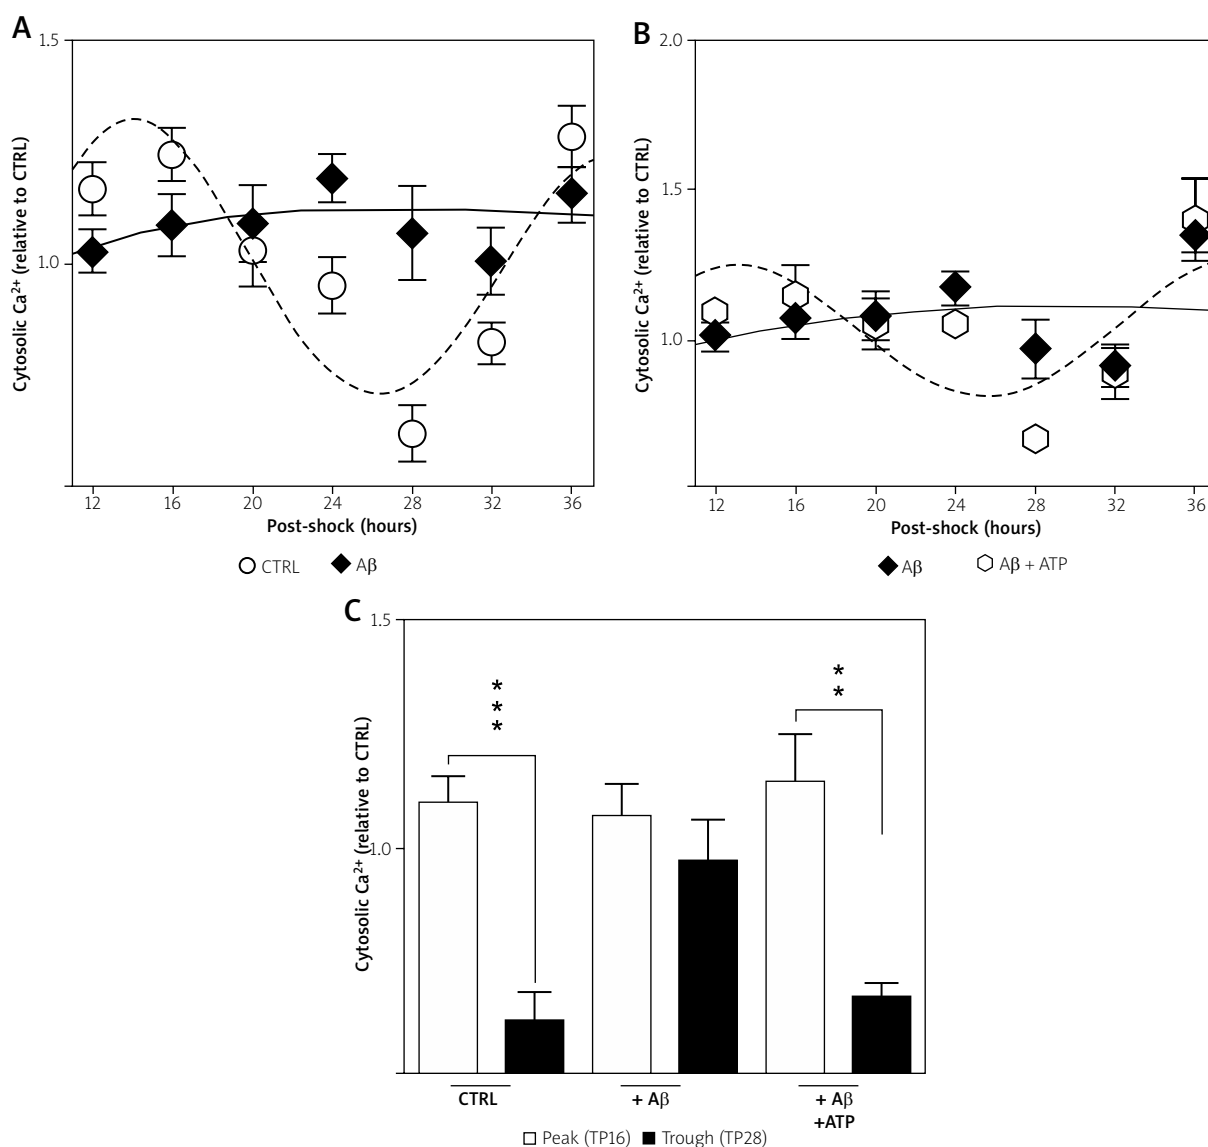 A
1.5
1.0
Cytosolic Ca²⁺ (relative to CTRL)
12 16 20 24 28 32 36
Post-shock (hours)
CTRL Aβ
B
2.0
1.5
1.0
Cytosolic Ca²⁺ (relative to CTRL)
12 16 20 24 28 32 36
Post-shock (hours)
Aβ Aβ + ATP
C
1.5
1.0
Cytosolic Ca²⁺ (relative to CTRL)
***
**
CTRL + Aβ + Aβ
+ATP
Peak (TP16) Trough (TP28)